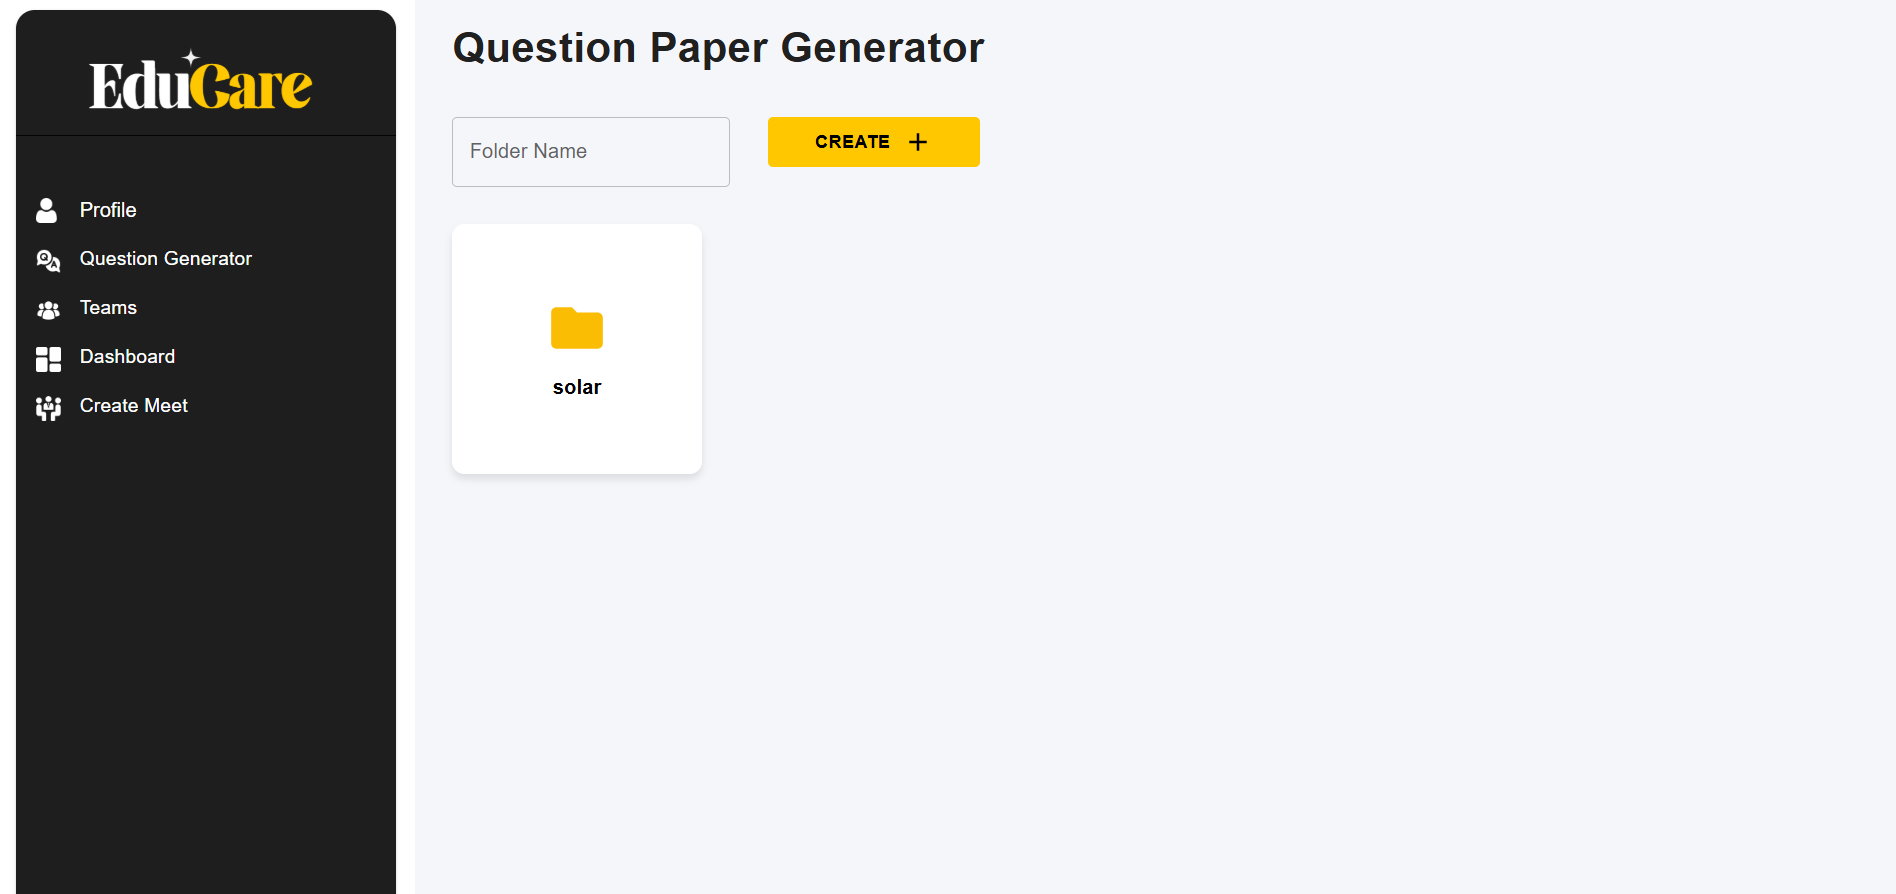 EduCare
Profile
Question Generator
Teams
Dashboard
Create Meet
Question Paper Generator
Folder Name
CREATE +
solar